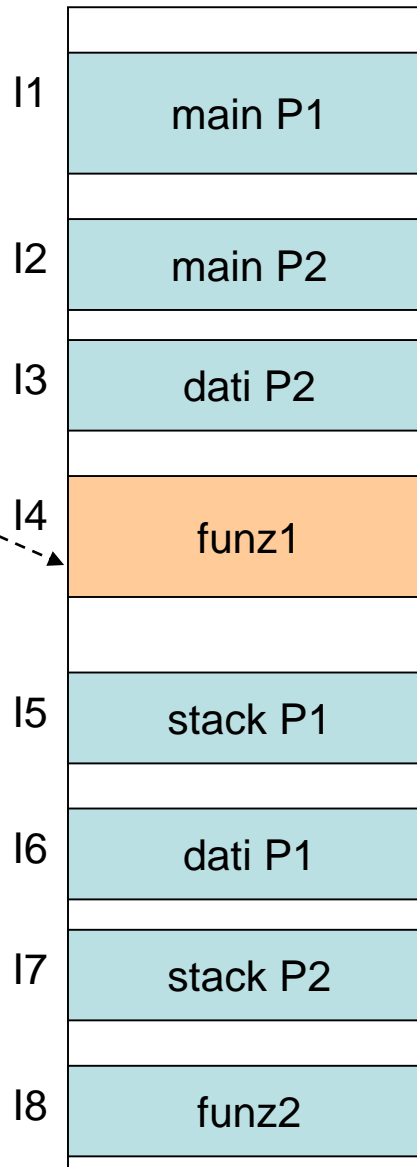 I1
main P1
I2
main P2
I3
dati P2
I4
funz1
I5
stack P1
I6
dati P1
I7
stack P2
I8
funz2